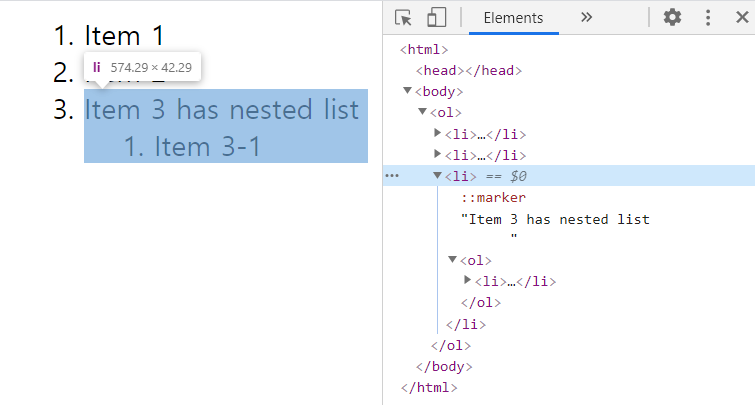 1. Item 1
li 574.29 × 42.29
2.
3. Item 3 has nested list
1. Item 3-1
Elements
<html>
<head></head>
<body>
<ol>
<li>…</li>
<li>…</li>
<li> == $0
::marker
"Item 3 has nested list
"
<ol>
<li>…</li>
</ol>
</li>
</ol>
</body>
</html>